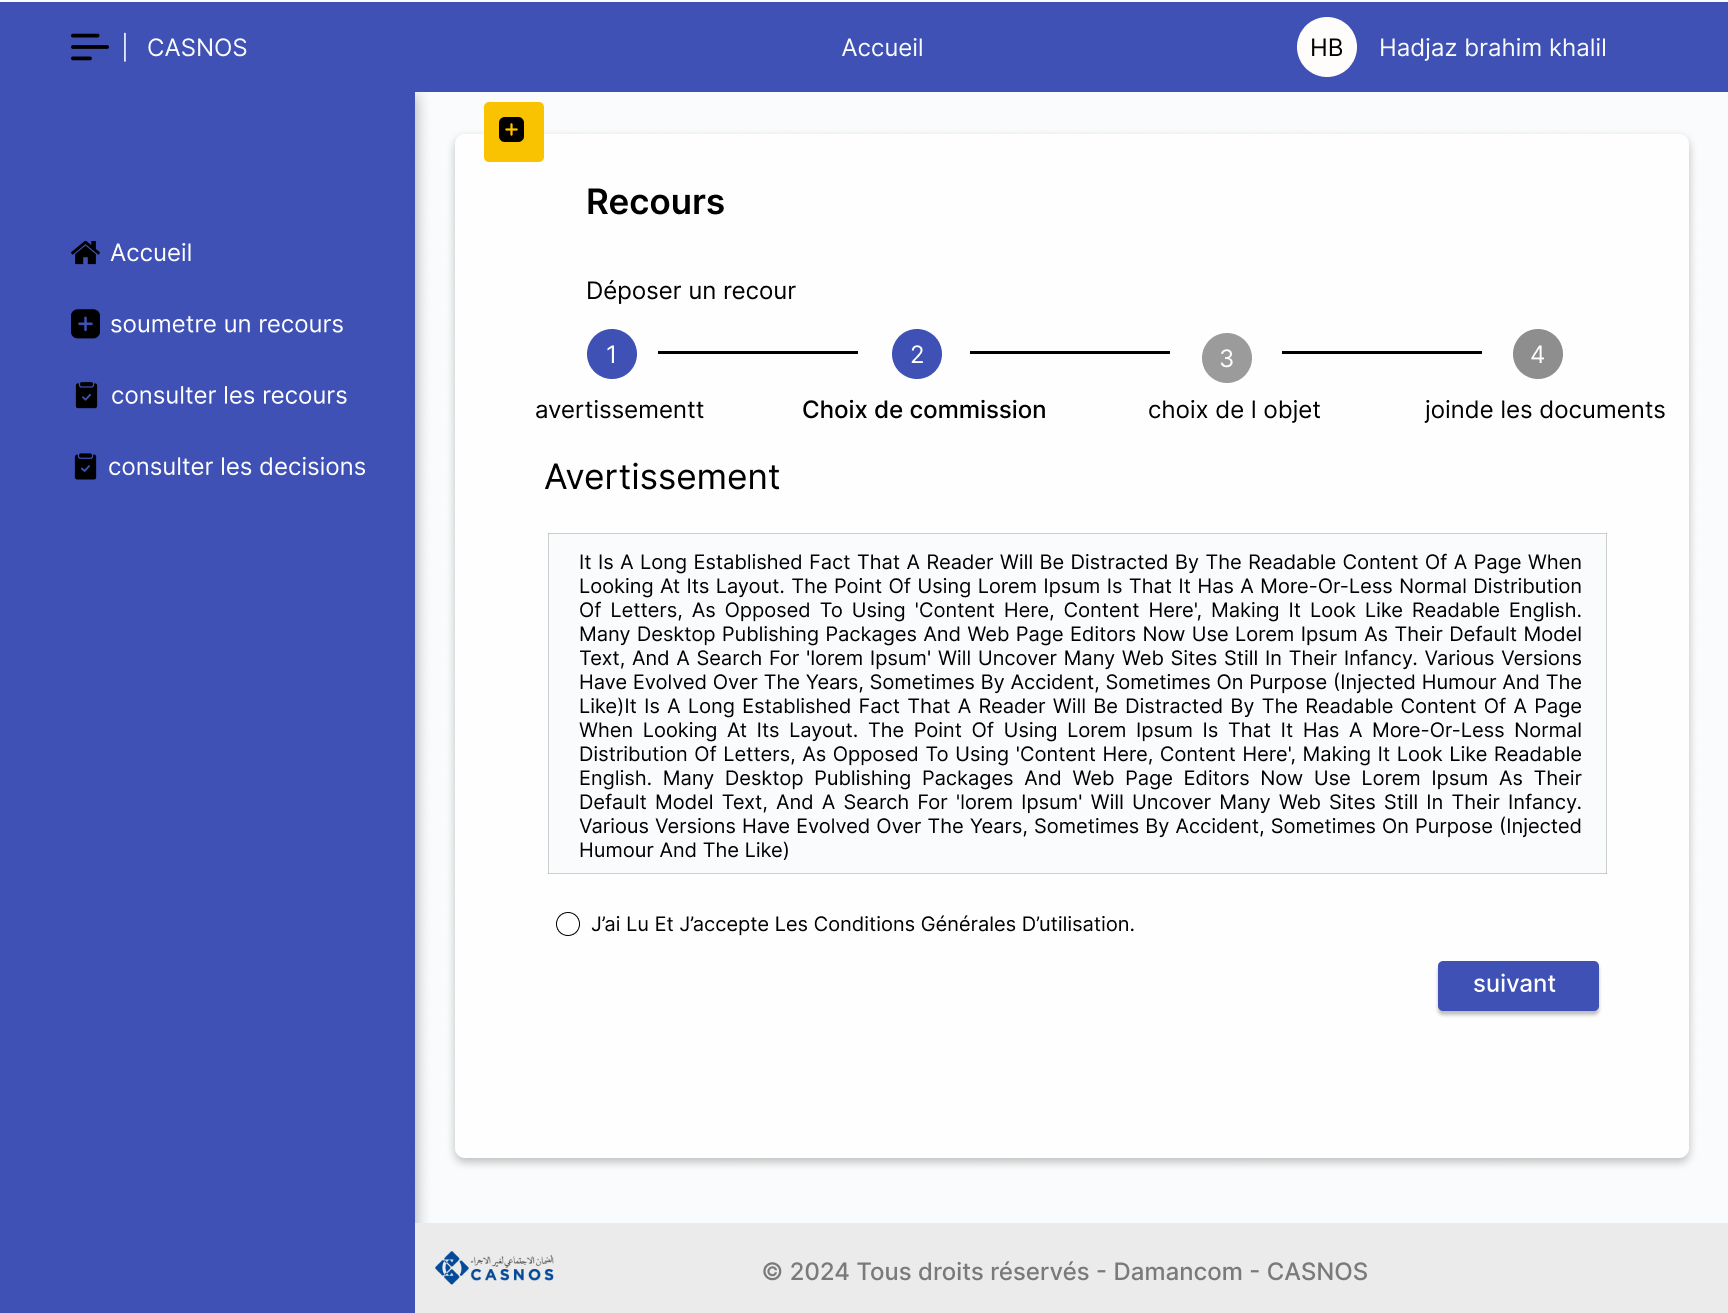 CASNOS
Accueil
HB
Hadjaz brahim khalil
Accueil
soumetre un recours
consulter les recours
consulter les decisions
Recours
Déposer un recour
1
2
3
4
avertissementt
Choix de commission
choix de l objet
joinde les documents
Avertissement
It Is A Long Established Fact That A Reader Will Be Distracted By The Readable Content Of A Page When
Looking At Its Layout. The Point Of Using Lorem Ipsum Is That It Has A More-Or-Less Normal Distribution
Of Letters, As Opposed To Using 'Content Here, Content Here', Making It Look Like Readable English.
Many Desktop Publishing Packages And Web Page Editors Now Use Lorem Ipsum As Their Default Model
Text, And A Search For 'lorem Ipsum' Will Uncover Many Web Sites Still In Their Infancy. Various Versions
Have Evolved Over The Years, Sometimes By Accident, Sometimes On Purpose (Injected Humour And The
Like)It Is A Long Established Fact That A Reader Will Be Distracted By The Readable Content Of A Page
When Looking At Its Layout. The Point Of Using Lorem Ipsum Is That It Has A More-Or-Less Normal
Distribution Of Letters, As Opposed To Using 'Content Here, Content Here', Making It Look Like Readable
English. Many Desktop Publishing Packages And Web Page Editors Now Use Lorem Ipsum As Their
Default Model Text, And A Search For 'lorem Ipsum' Will Uncover Many Web Sites Still In Their Infancy.
Various Versions Have Evolved Over The Years, Sometimes By Accident, Sometimes On Purpose (Injected
Humour And The Like)
J’ai Lu Et J’accepte Les Conditions Générales D’utilisation.
suivant
الضمان الاجتماعي لغير الاجراء
CASNOS
© 2024 Tous droits réservés - Damancom - CASNOS